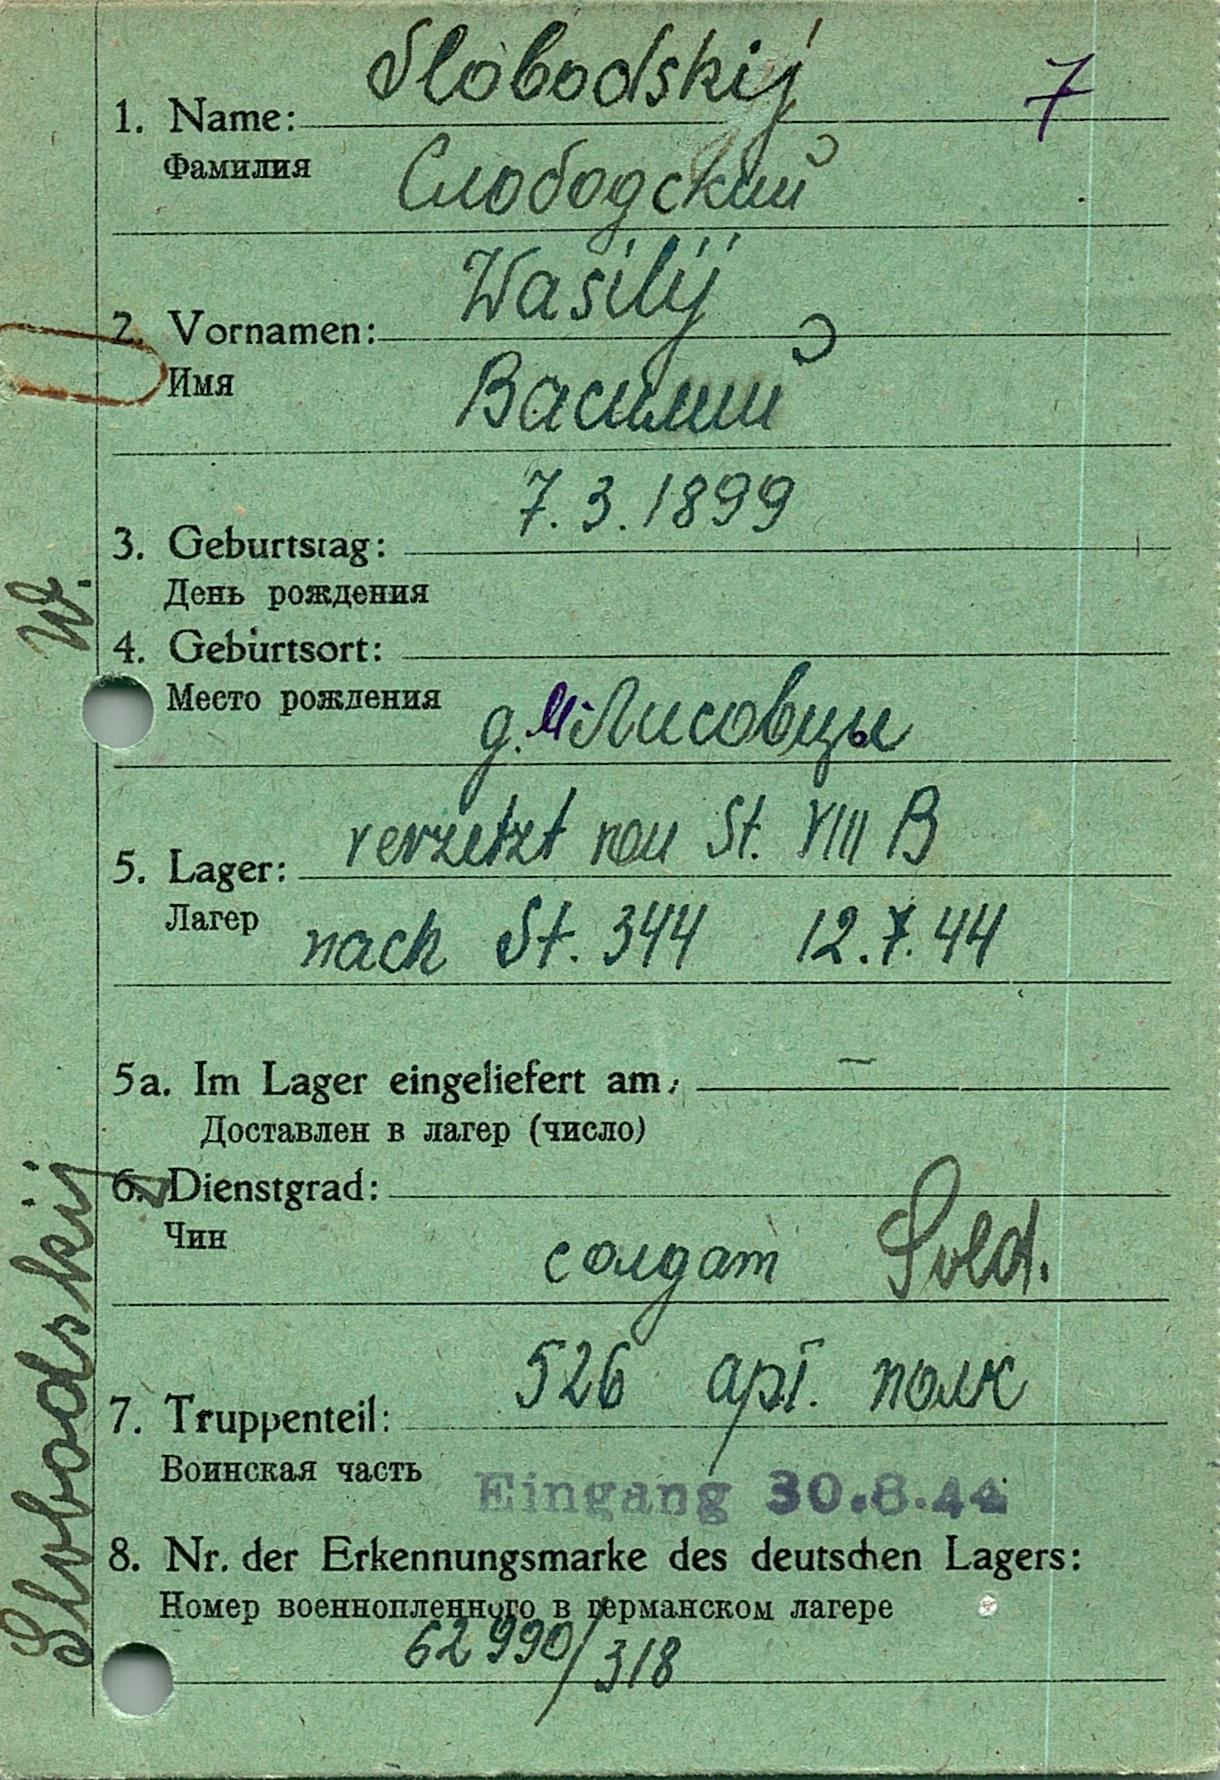 Slobodskij
7
1. Name:
Фамилия
Слободский
Wasilij
2. Vornamen:
Имя
Василий
7. 3. 1899
3. Geburtstag:
День рождения
W.
4. Geburtsort:
Место рождения
д. Лисовцы
verzetzt St. VIII B
5. Lager:
Лагер
nach St. 344 12.7.44
5a. Im Lager eingeliefert am: —
Доставлен в лагер (число)
6. Dienstgrad:
Чин
солдат Sold.
526 арт. полк
7. Truppenteil:
Воинская часть
Eingang 30.8.44
8. Nr. der Erkennungsmarke des deutschen Lagers:
Номер военнопленного в германском лагере
62990/318
Slobodskij